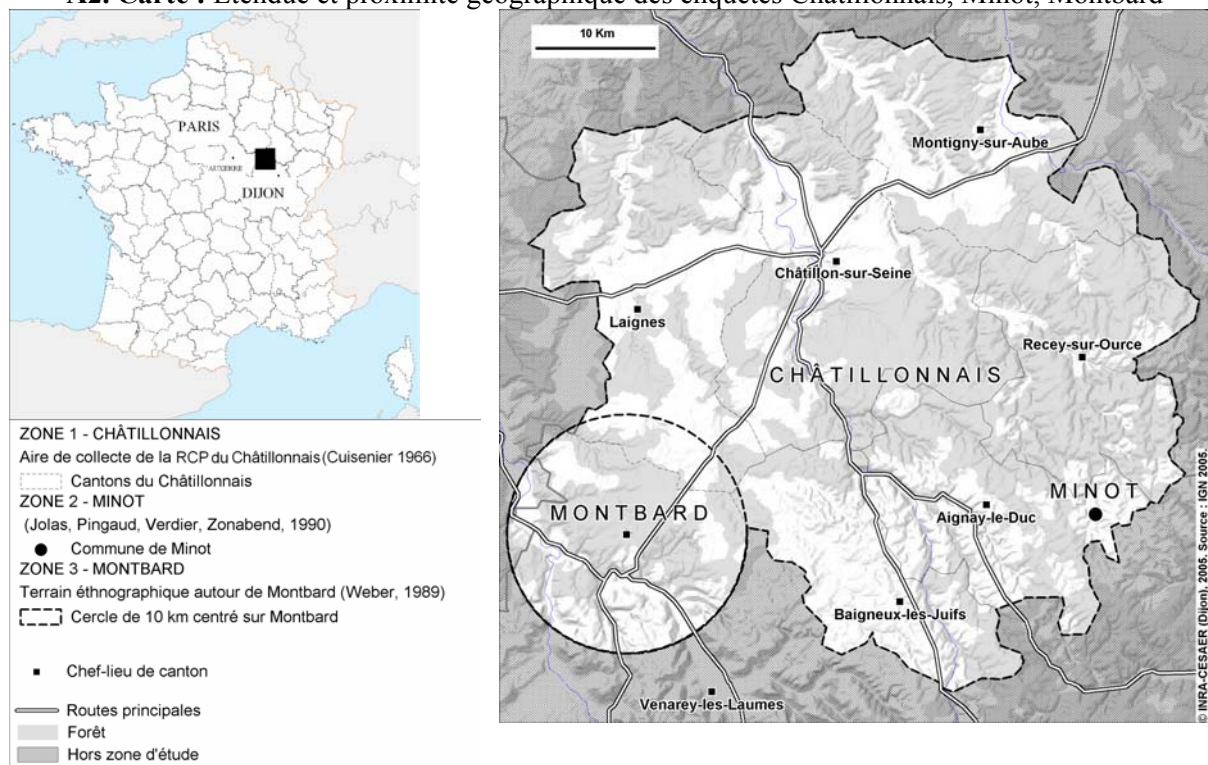 A2. Carte : Etendue et proximité géographique des enquêtes Châtillonnais, Minot, Montbard
PARIS
AUXERRE
DIJON
ZONE 1 - CHÂTILLONNAIS
Aire de collecte de la RCP du Châtillonnais (Cuisenier 1966)
Cantons du Châtillonnais
ZONE 2 - MINOT
(Jolas, Pingaud, Verdier, Zonabend, 1990)
Commune de Minot
ZONE 3 - MONTBARD
Terrain éthnographique autour de Montbard (Weber, 1989)
Cercle de 10 km centré sur Montbard
Chef-lieu de canton
Routes principales
Forêt
Hors zone d'étude
10 Km
Montigny-sur-Aube
Châtillon-sur-Seine
Laignes
Recey-sur-Ource
CHÂTILLONNAIS
MINOT
MONTBARD
Aignay-le-Duc
Baigneux-les-Juifs
Venarey-les-Laumes
© INRA-CESAER (Dijon), 2005. Source : IGN 2005.